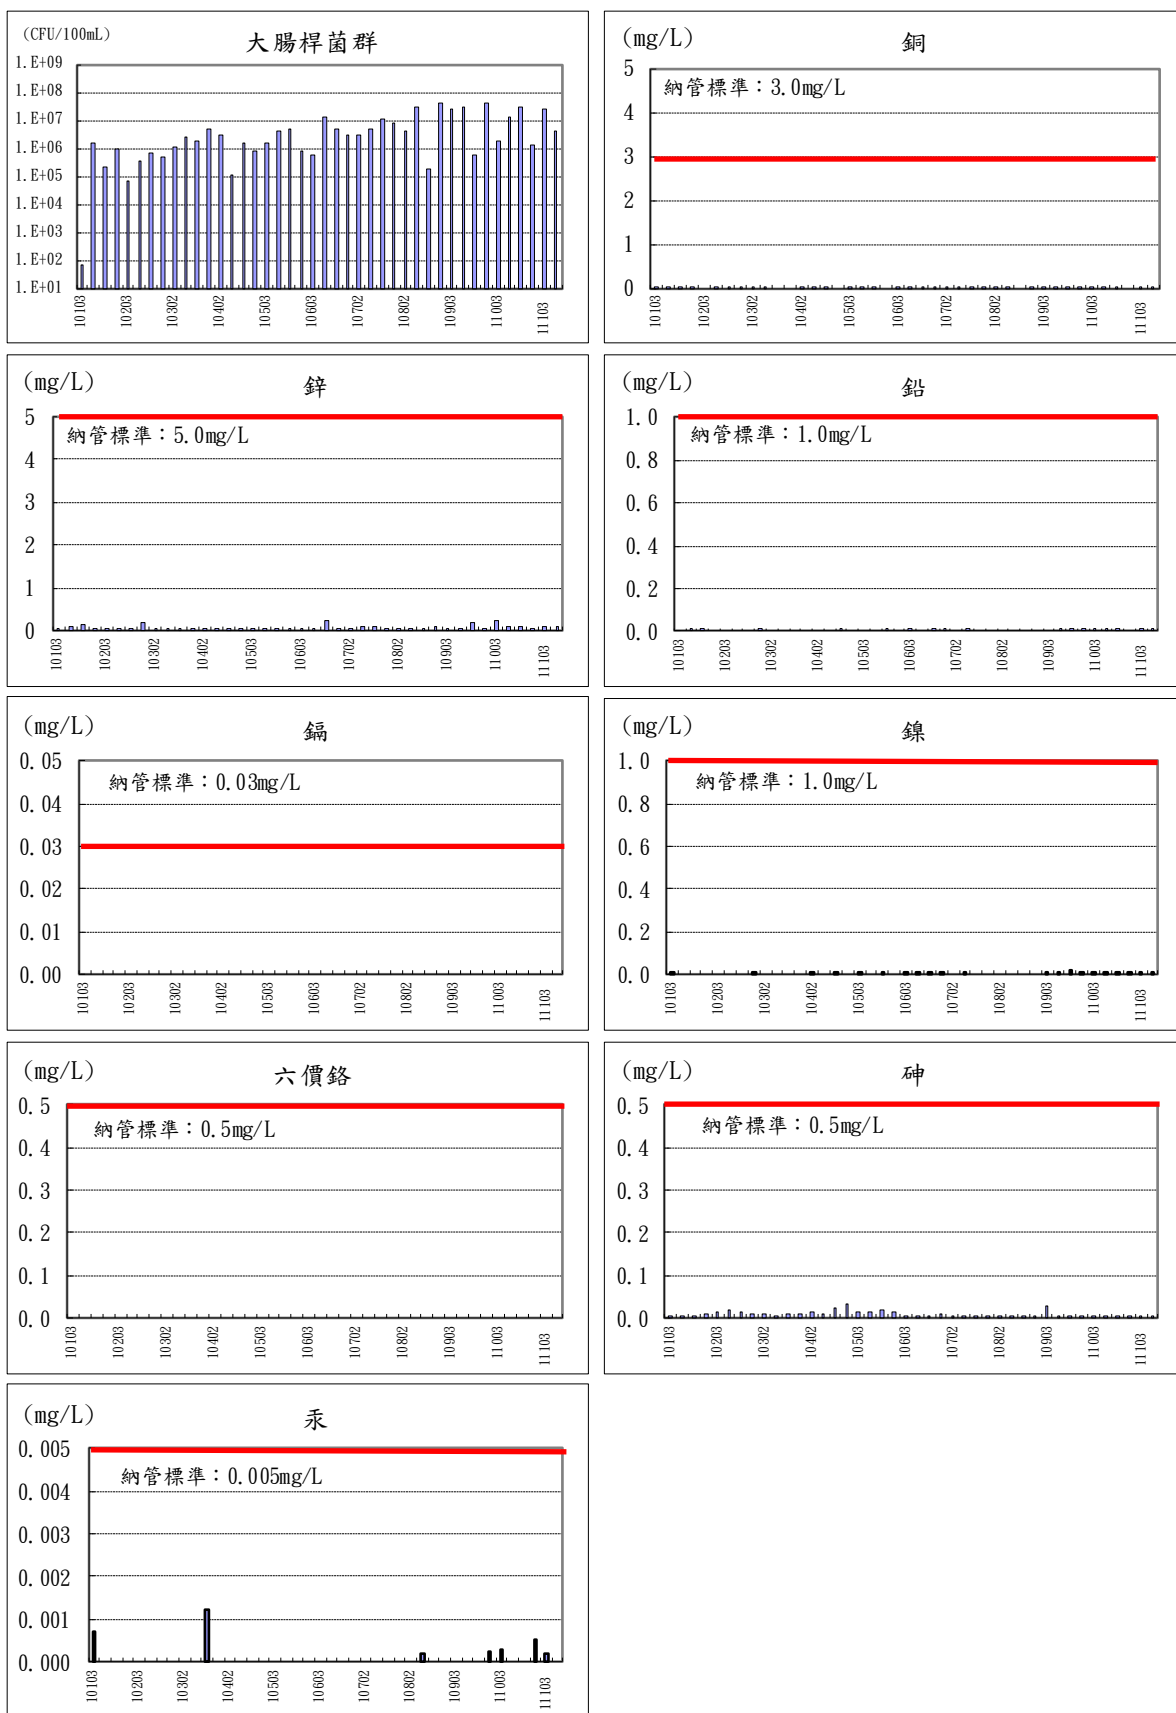 (CFU/100mL)
大腸桿菌群
1.E+09
1.E+08
1.E+07
1.E+06
1.E+05
1.E+04
1.E+03
1.E+02
1.E+01
10103 10203 10302 10402 10503 10603 10702 10802 10903 11003 11103
(mg/L)
銅
納管標準：3.0mg/L
5
4
3
2
1
0
10103 10203 10302 10402 10503 10603 10702 10802 10903 11003 11103
(mg/L)
鋅
納管標準：5.0mg/L
5
4
3
2
1
0
10103 10203 10302 10402 10503 10603 10702 10802 10903 11003 11103
(mg/L)
鉛
納管標準：1.0mg/L
1.0
0.8
0.6
0.4
0.2
0.0
10103 10203 10302 10402 10503 10603 10702 10802 10903 11003 11103
(mg/L)
鎘
納管標準：0.03mg/L
0.05
0.04
0.03
0.02
0.01
0.00
10103 10203 10302 10402 10503 10603 10702 10802 10903 11003 11103
(mg/L)
鎳
納管標準：1.0mg/L
1.0
0.8
0.6
0.4
0.2
0.0
10103 10203 10302 10402 10503 10603 10702 10802 10903 11003 11103
(mg/L)
六價鉻
納管標準：0.5mg/L
0.5
0.4
0.3
0.2
0.1
0.0
10103 10203 10302 10402 10503 10603 10702 10802 10903 11003 11103
(mg/L)
砷
納管標準：0.5mg/L
0.5
0.4
0.3
0.2
0.1
0.0
10103 10203 10302 10402 10503 10603 10702 10802 10903 11003 11103
(mg/L)
汞
納管標準：0.005mg/L
0.005
0.004
0.003
0.002
0.001
0.000
10103 10203 10302 10402 10503 10603 10702 10802 10903 11003 11103